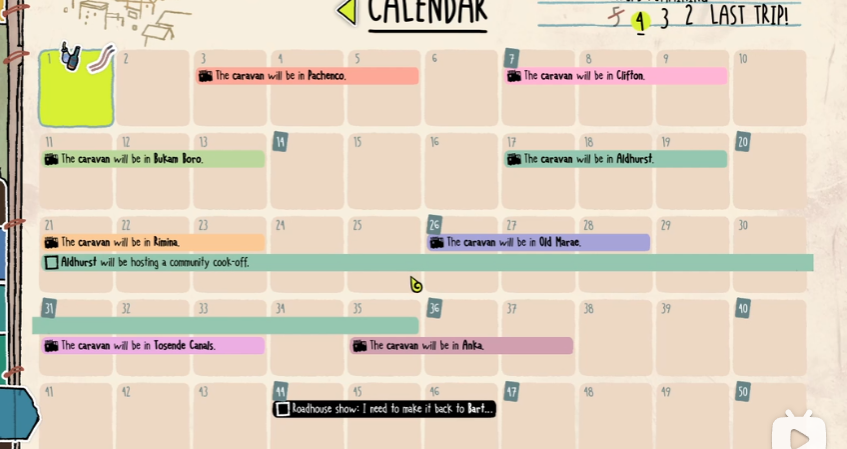 CALENDAR
5 4 3 2 LAST TRIP!
1 2 3 4 5 6 7 8 9 10
The caravan will be in Pachenco.
The caravan will be in Clifton.
11 12 13 14 15 16 17 18 19 20
The caravan will be in Bukam Boro.
The caravan will be in Aldhurst.
21 22 23 24 25 26 27 28 29 30
The caravan will be in Rimina.
The caravan will be in Old Marae.
Aldhurst will be hosting a community cook-off.
31 32 33 34 35 36 37 38 39 40
The caravan will be in Tosende Canals.
The caravan will be in Anka.
41 42 43 44 45 46 47 48 49 50
Roadhouse show: I need to make it back to Bart...